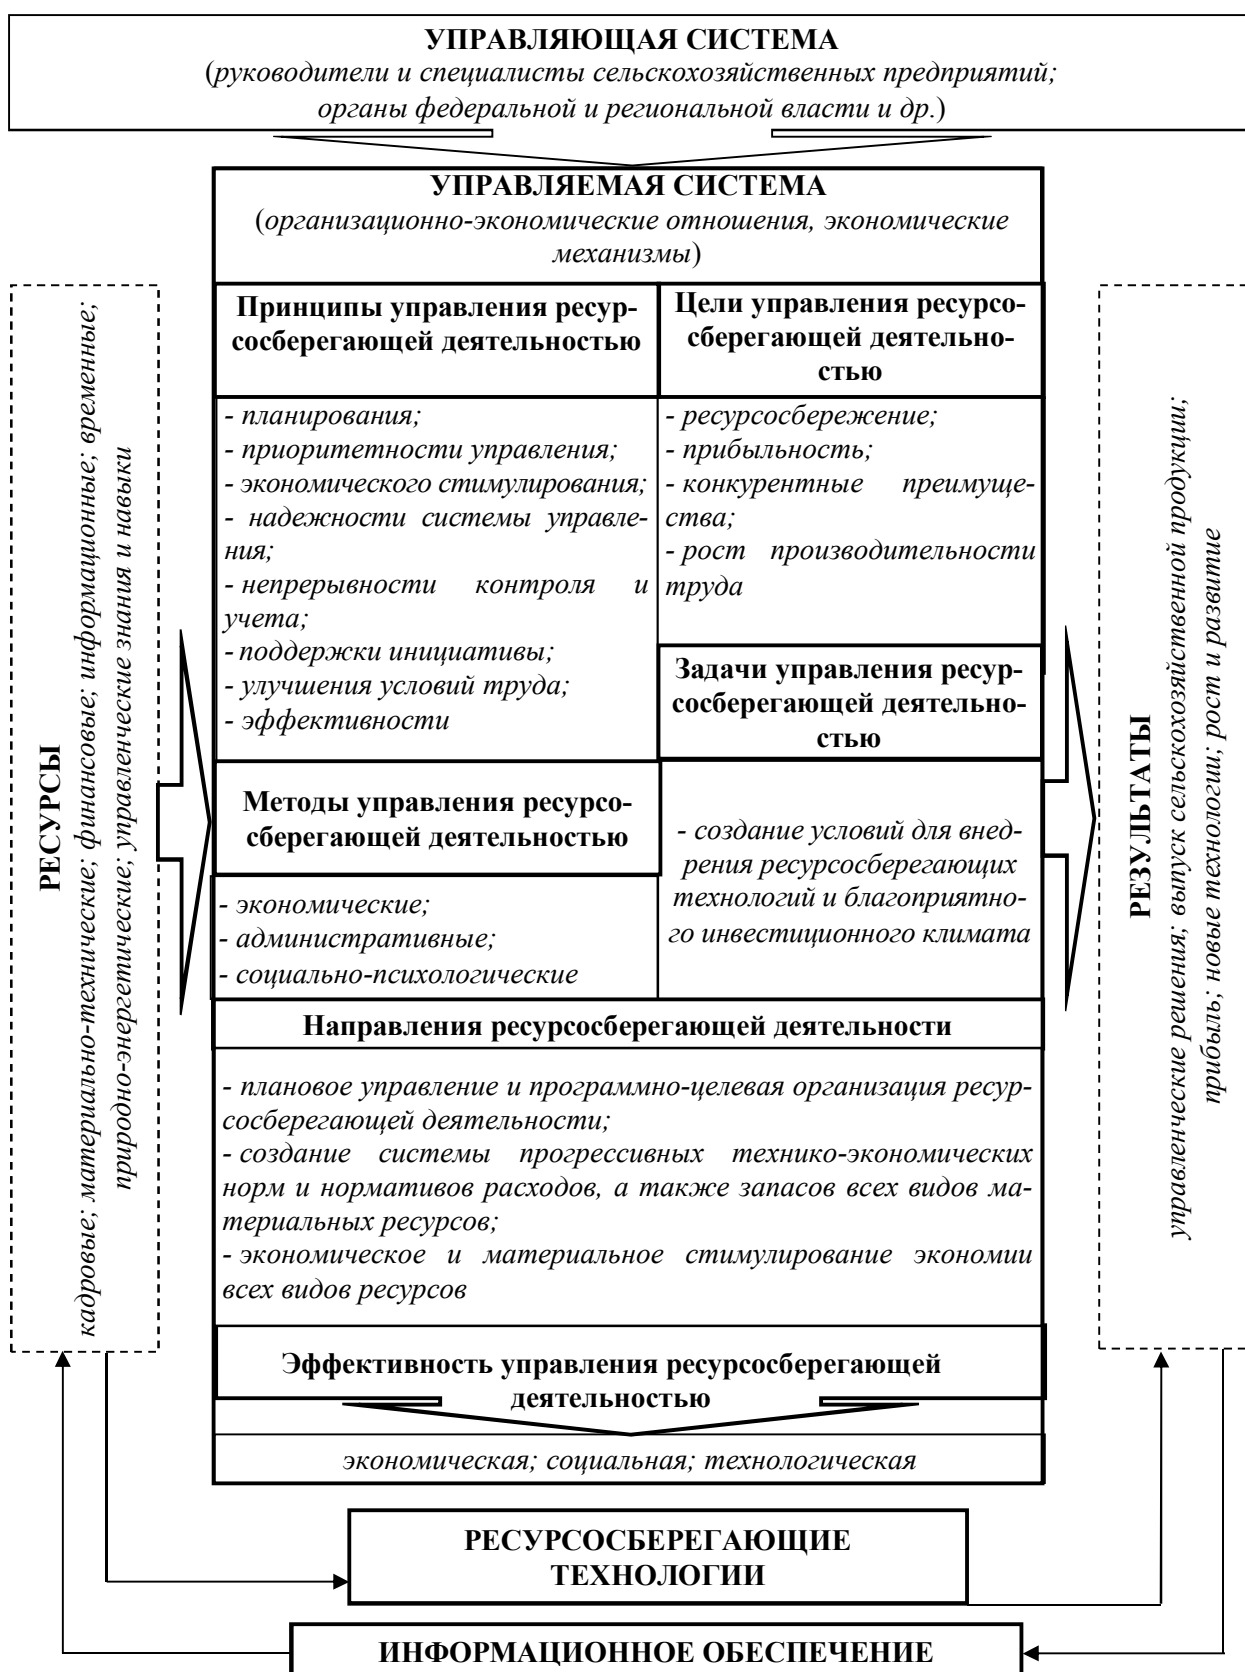 УПРАВЛЯЮЩАЯ СИСТЕМА
(руководители и специалисты сельскохозяйственных предприятий;
органы федеральной и региональной власти и др.)
УПРАВЛЯЕМАЯ СИСТЕМА
(организационно-экономические отношения, экономические
механизмы)
РЕСУРСЫ
кадровые; материально-технические; финансовые; информационные; временные;
природно-энергетические; управленческие знания и навыки
Принципы управления ресур-
сосберегающей деятельностью
- планирования;
- приоритетности управления;
- экономического стимулирования;
- надежности системы управле-
ния;
- непрерывности контроля и
учета;
- поддержки инициативы;
- улучшения условий труда;
- эффективности
Методы управления ресурсо-
сберегающей деятельностью
- экономические;
- административные;
- социально-психологические
Цели управления ресурсо-
сберегающей деятельно-
стью
- ресурсосбережение;
- прибыльность;
- конкурентные преимуще-
ства;
- рост производительности
труда
Задачи управления ресур-
сосберегающей деятельно-
стью
- создание условий для внед-
рения ресурсосберегающих
технологий и благоприятно-
го инвестиционного климата
Направления ресурсосберегающей деятельности
- плановое управление и программно-целевая организация ресур-
сосберегающей деятельности;
- создание системы прогрессивных технико-экономических
норм и нормативов расходов, а также запасов всех видов ма-
териальных ресурсов;
- экономическое и материальное стимулирование экономии
всех видов ресурсов
Эффективность управления ресурсосберегающей
деятельностью
экономическая; социальная; технологическая
РЕЗУЛЬТАТЫ
управленческие решения; выпуск сельскохозяйственной продукции;
прибыль; новые технологии; рост и развитие
РЕСУРСОСБЕРЕГАЮЩИЕ
ТЕХНОЛОГИИ
ИНФОРМАЦИОННОЕ ОБЕСПЕЧЕНИЕ